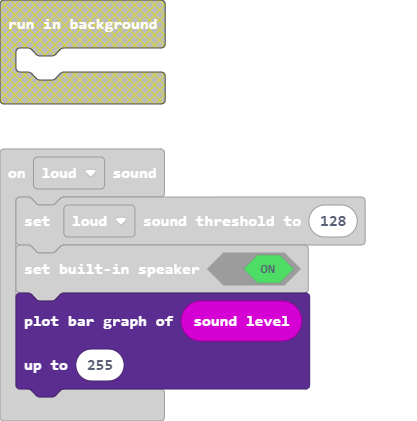 run in background
on loud sound
set loud sound threshold to 128
set built-in speaker ON
plot bar graph of sound level
up to 255